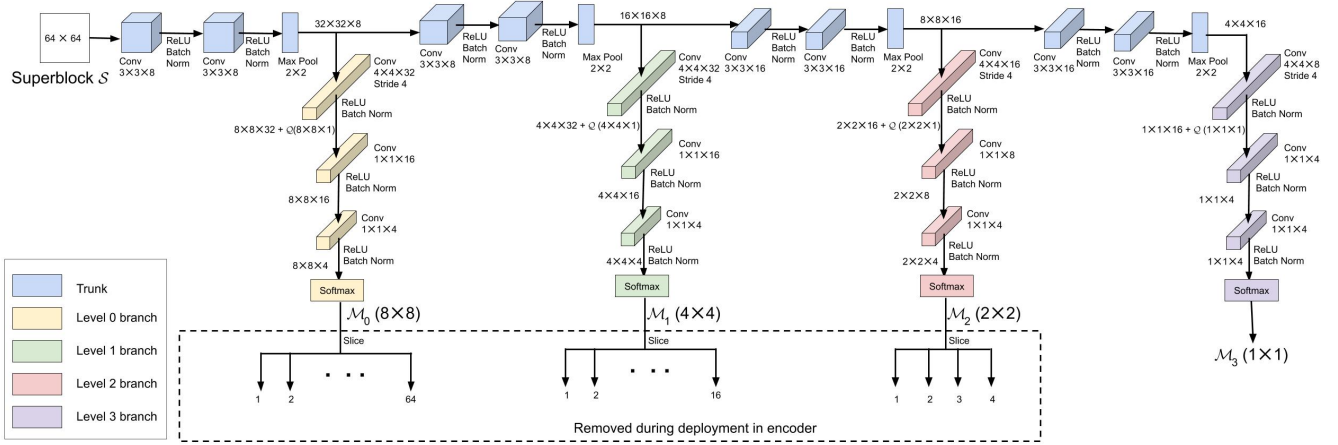 64 × 64
Superblock 𝒮
Conv
3×3×8
ReLU
Batch
Norm
Conv
3×3×8
ReLU
Batch
Norm
Max Pool
2×2
32×32×8
Conv
3×3×8
ReLU
Batch
Norm
Conv
3×3×8
ReLU
Batch
Norm
Max Pool
2×2
16×16×8
Conv
3×3×16
ReLU
Batch
Norm
Conv
3×3×16
ReLU
Batch
Norm
Max Pool
2×2
8×8×16
Conv
3×3×16
ReLU
Batch
Norm
Conv
3×3×16
ReLU
Batch
Norm
Max Pool
2×2
4×4×16
Conv
4×4×32
Stride 4
ReLU
Batch Norm
8×8×32 + 𝒬(8×8×1)
Conv
1×1×16
ReLU
Batch Norm
8×8×16
Conv
1×1×4
ReLU
Batch Norm
8×8×4
Softmax
ℳ0 (8×8)
Slice
1
2
. . .
64
Conv
4×4×32
Stride 4
ReLU
Batch Norm
4×4×32 + 𝒬(4×4×1)
Conv
1×1×16
ReLU
Batch Norm
4×4×16
Conv
1×1×4
ReLU
Batch Norm
4×4×4
Softmax
ℳ1 (4×4)
Slice
1
2
. . .
16
Conv
4×4×16
Stride 4
ReLU
Batch Norm
2×2×16 + 𝒬(2×2×1)
Conv
1×1×8
ReLU
Batch Norm
2×2×8
Conv
1×1×4
ReLU
Batch Norm
2×2×4
Softmax
ℳ2 (2×2)
Slice
1
2
3
4
Conv
4×4×8
Stride 4
ReLU
Batch Norm
1×1×16 + 𝒬(1×1×1)
Conv
1×1×4
ReLU
Batch Norm
1×1×4
Conv
1×1×4
ReLU
Batch Norm
1×1×4
Softmax
ℳ3 (1×1)
Removed during deployment in encoder
Trunk
Level 0 branch
Level 1 branch
Level 2 branch
Level 3 branch